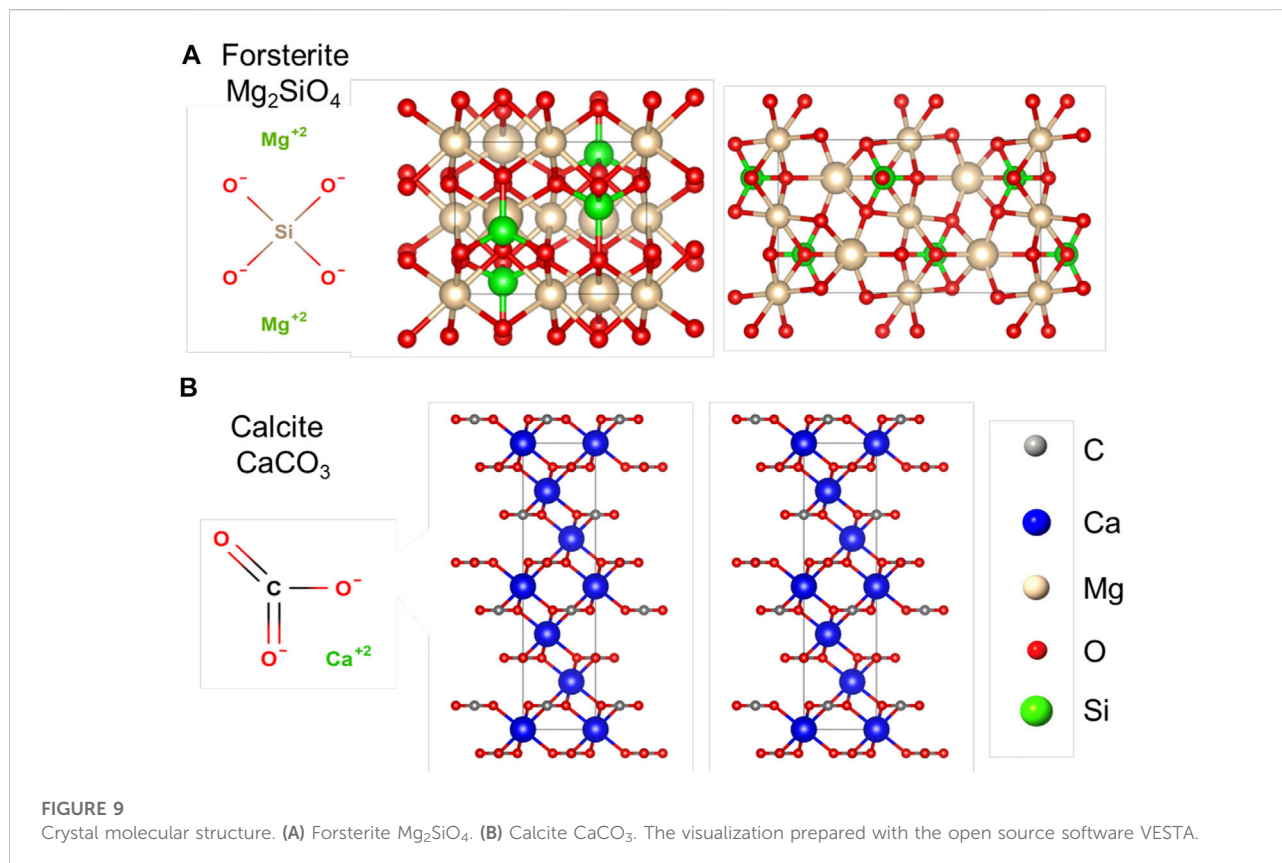 A Forsterite
Mg₂SiO₄
Mg⁺²
O⁻ O⁻
Si
O⁻ O⁻
Mg⁺²
B
Calcite
CaCO₃
O
C O⁻
O⁻ Ca⁺²
C
Ca
Mg
O
Si
FIGURE 9
Crystal molecular structure. (A) Forsterite Mg₂SiO₄. (B) Calcite CaCO₃. The visualization prepared with the open source software VESTA.